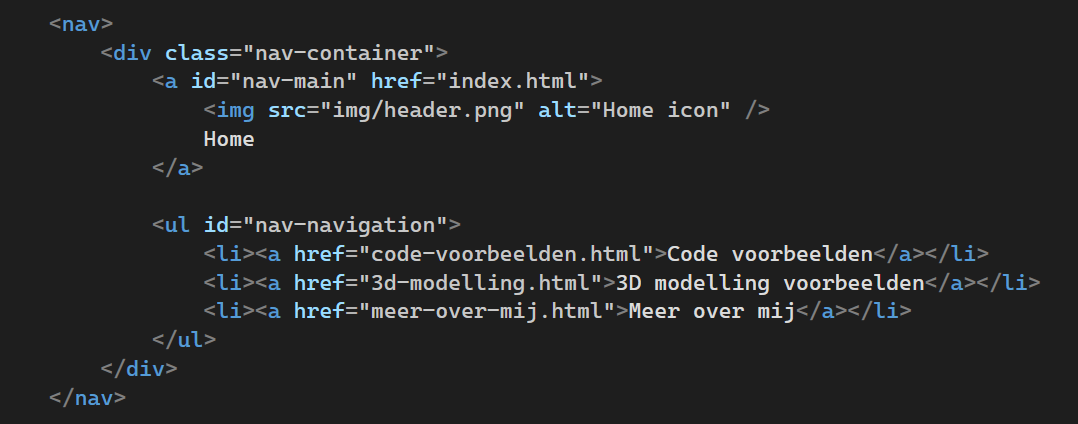 <nav>
<div class="nav-container">
<a id="nav-main" href="index.html">
<img src="img/header.png" alt="Home icon" />
Home
</a>
<ul id="nav-navigation">
<li><a href="code-voorbeelden.html">Code voorbeelden</a></li>
<li><a href="3d-modelling.html">3D modelling voorbeelden</a></li>
<li><a href="meer-over-mij.html">Meer over mij</a></li>
</ul>
</div>
</nav>